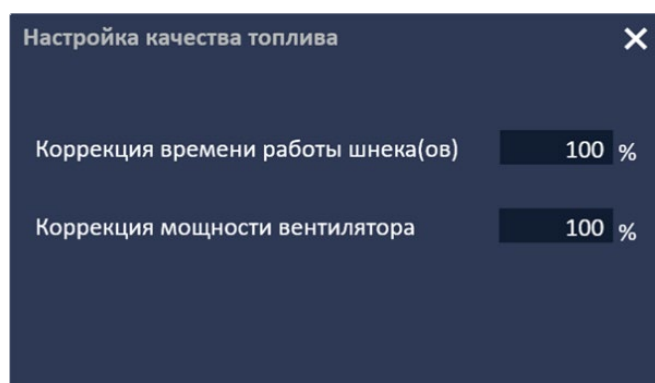 Настройка качества топлива
Коррекция времени работы шнека(ов) 100 %
Коррекция мощности вентилятора 100 %